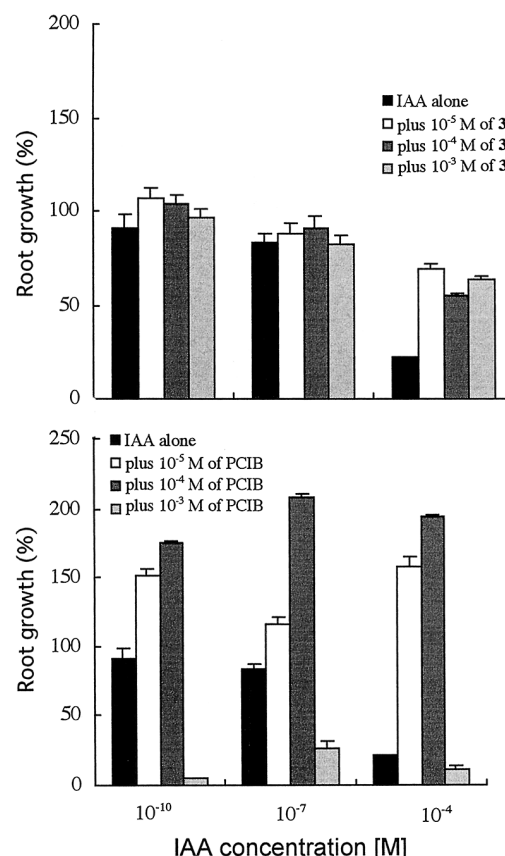 200
150
100
50
0
Root growth (%)
IAA alone
plus 10⁻⁵ M of 3
plus 10⁻⁴ M of 3
plus 10⁻³ M of 3
250
200
150
100
50
0
Root growth (%)
IAA alone
plus 10⁻⁵ M of PCIB
plus 10⁻⁴ M of PCIB
plus 10⁻³ M of PCIB
10⁻¹⁰ 10⁻⁷ 10⁻⁴
IAA concentration [M]